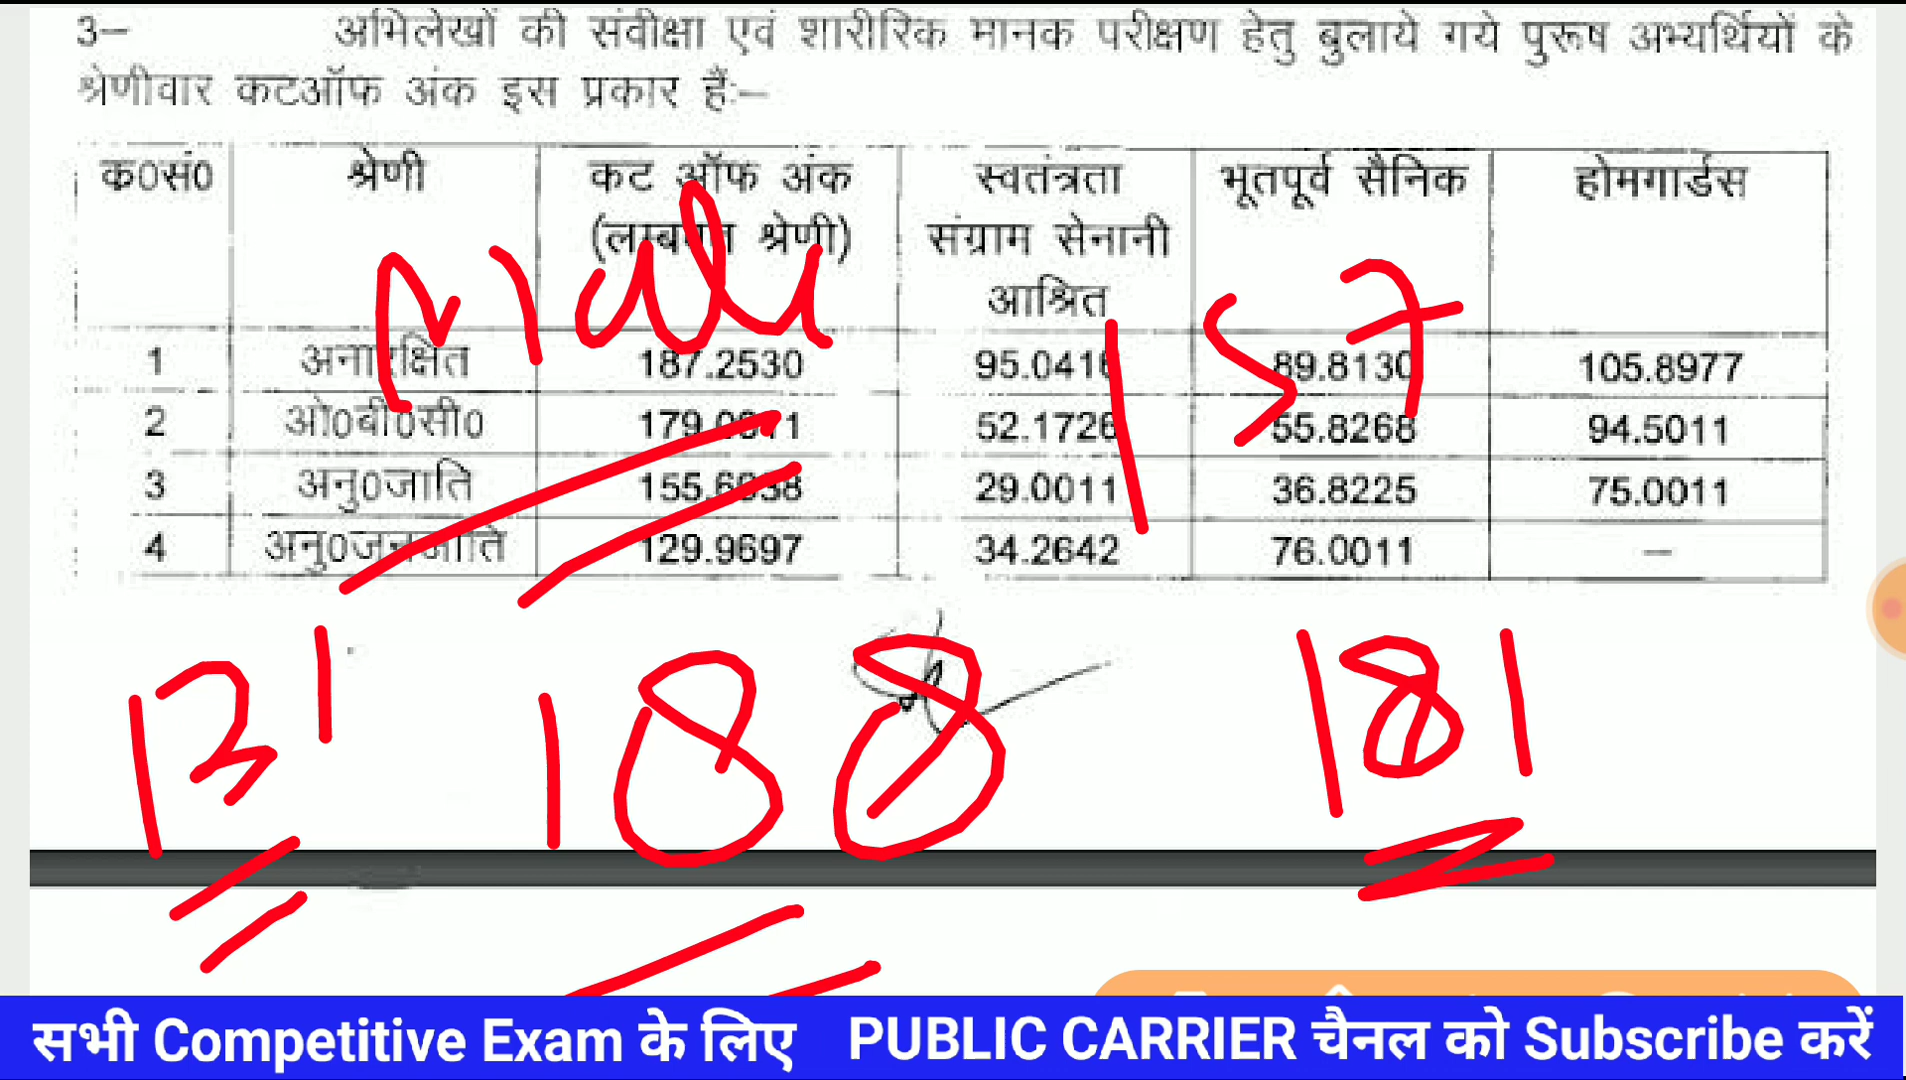 3— अभिलेखों की संवीक्षा एवं शारीरिक मानक परीक्षण हेतु बुलाये गये पुरूष अभ्यर्थियों के
श्रेणीवार कटऑफ अंक इस प्रकार हैं:—
क0सं0 श्रेणी कट ऑफ अंक (लम्बवत श्रेणी) स्वतंत्रता संग्राम सेनानी आश्रित भूतपूर्व सैनिक होमगार्डस
Male
157
1 अनारक्षित 187.2530 95.0416 89.8130 105.8977
2 ओ0बी0सी0 52.1726 55.8268 94.5011
3 अनु0जाति 29.0011 36.8225 75.0011
4 अनु0जनजाति 129.9697 34.2642 76.0011 —
131 188 181
सभी Competitive Exam के लिए PUBLIC CARRIER चैनल को Subscribe करें